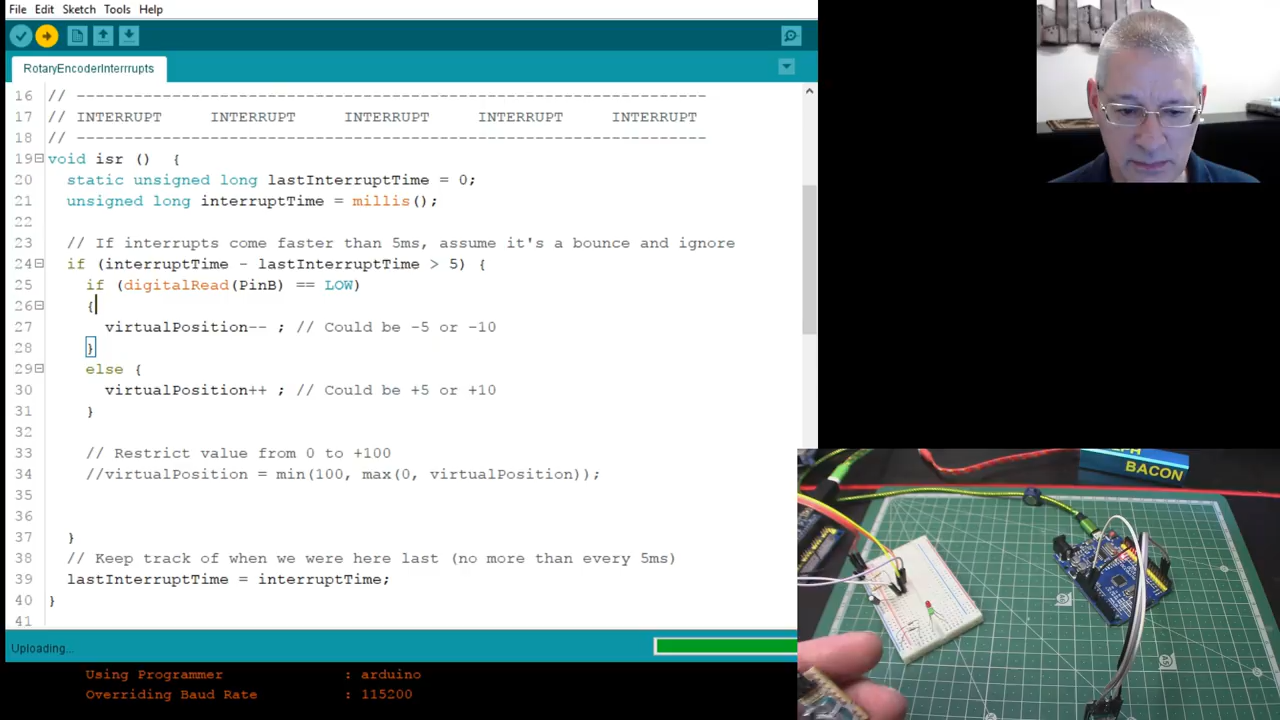 File Edit Sketch Tools Help
RotaryEncoderInterrrupts
16 // ------------------------------------------------------------------
17 // INTERRUPT INTERRUPT INTERRUPT INTERRUPT INTERRUPT
18 // ------------------------------------------------------------------
19 void isr () {
20 static unsigned long lastInterruptTime = 0;
21 unsigned long interruptTime = millis();
22
23 // If interrupts come faster than 5ms, assume it's a bounce and ignore
24 if (interruptTime - lastInterruptTime > 5) {
25 if (digitalRead(PinB) == LOW)
26 {
27 virtualPosition-- ; // Could be -5 or -10
28 }
29 else {
30 virtualPosition++ ; // Could be +5 or +10
31 }
32
33 // Restrict value from 0 to +100
34 //virtualPosition = min(100, max(0, virtualPosition));
35
36
37 }
38 // Keep track of when we were here last (no more than every 5ms)
39 lastInterruptTime = interruptTime;
40 }
41
Uploading...
Using Programmer : arduino
Overriding Baud Rate : 115200
BACON